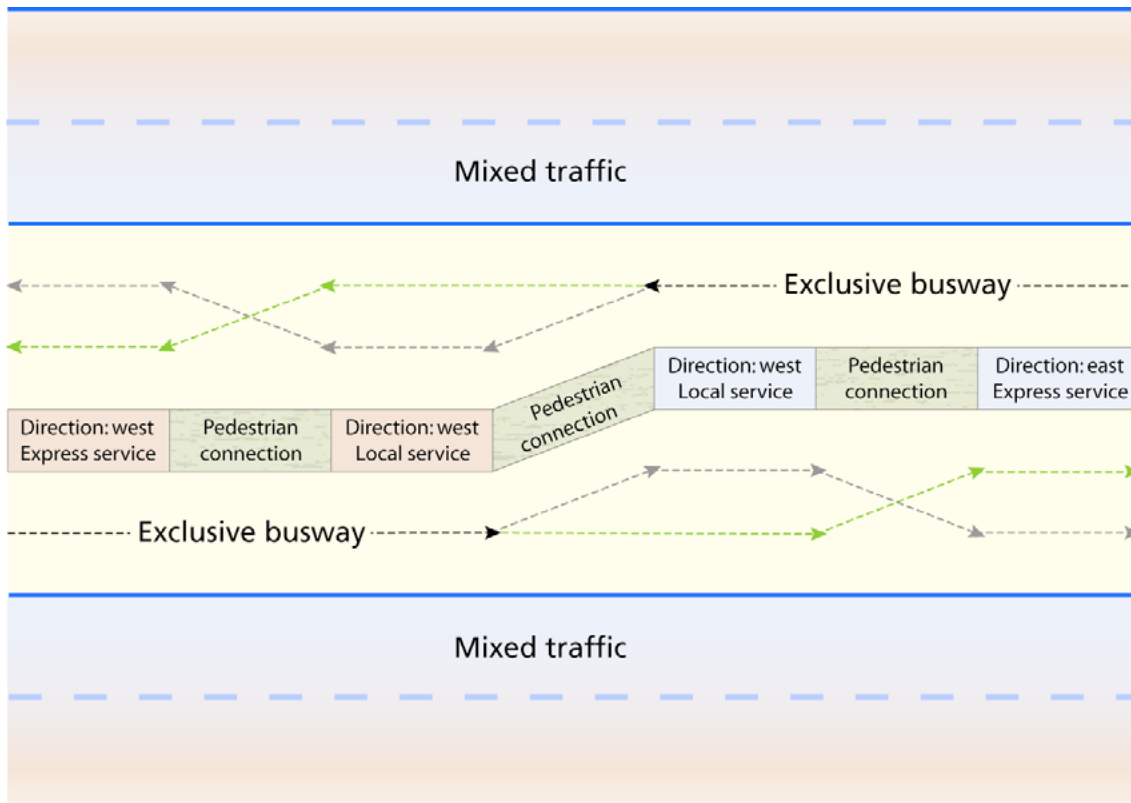 Mixed traffic
Exclusive busway
Direction: west
Local service
Pedestrian
connection
Direction: east
Express service
Pedestrian
connection
Direction: west
Express service
Pedestrian
connection
Direction: west
Local service
Exclusive busway
Mixed traffic